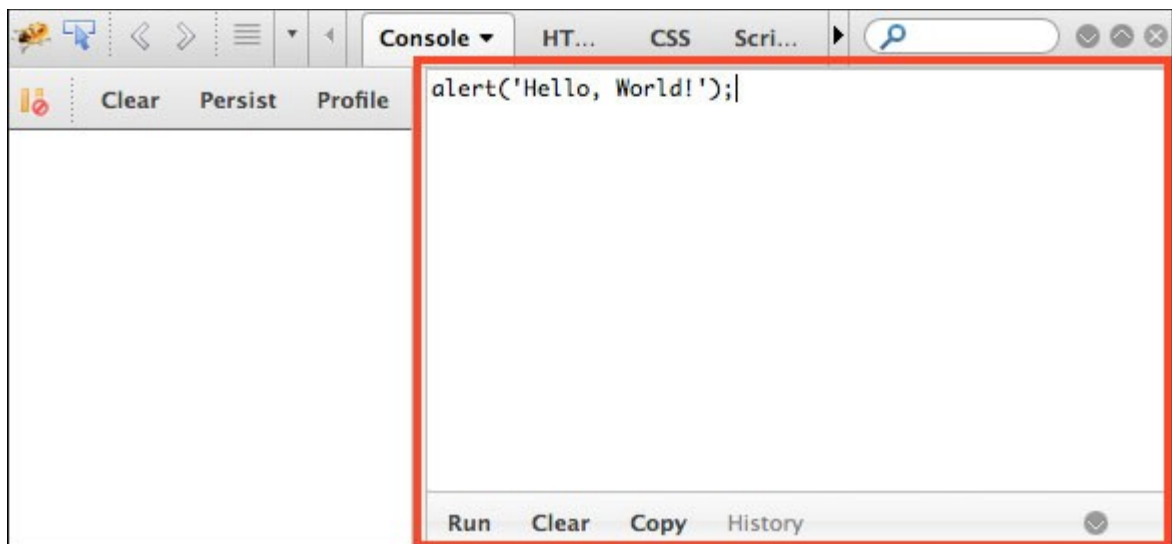 Console HT... CSS Scri...
Clear Persist Profile
alert('Hello, World!');
Run Clear Copy History